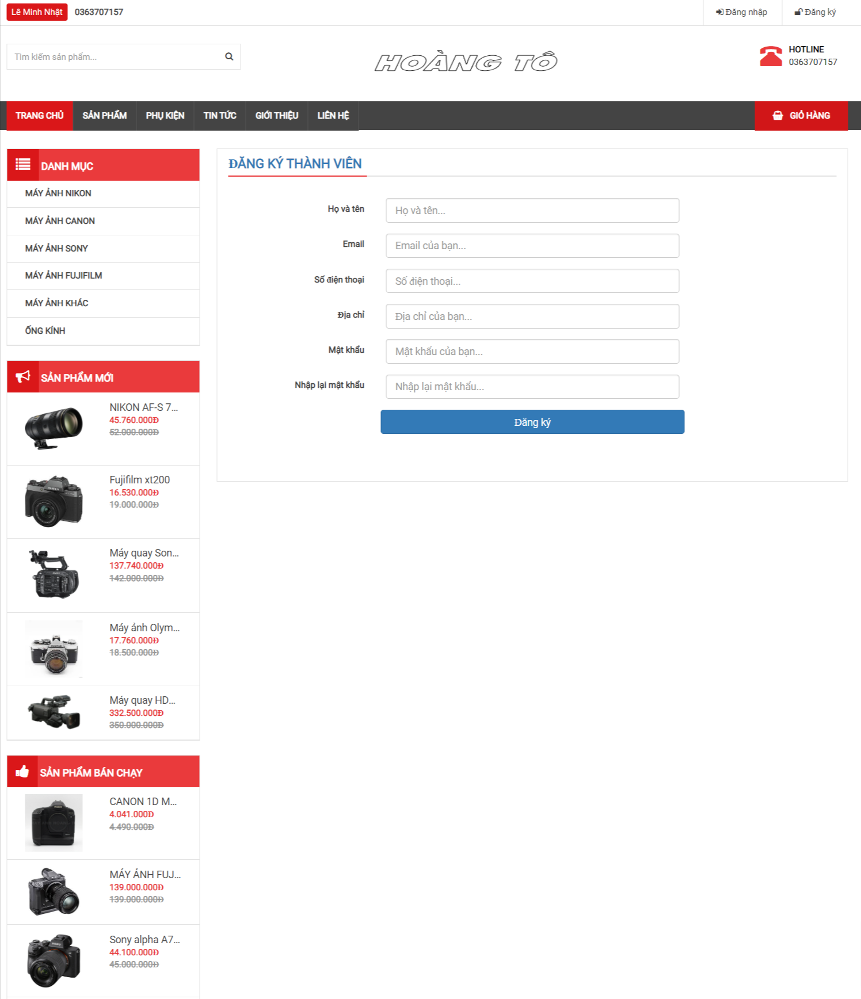 Lê Minh Nhật 0363707157
Đăng nhập
Đăng ký
Tìm kiếm sản phẩm...
HOÀNG TÔ
HOTLINE
0363707157
TRANG CHỦ SẢN PHẨM PHỤ KIỆN TIN TỨC GIỚI THIỆU LIÊN HỆ
GIỎ HÀNG
DANH MỤC
MÁY ẢNH NIKON
MÁY ẢNH CANON
MÁY ẢNH SONY
MÁY ẢNH FUJIFILM
MÁY ẢNH KHÁC
ỐNG KÍNH
SẢN PHẨM MỚI
NIKON AF-S 7...
45.760.000Đ
52.000.000Đ
Fujifilm xt200
16.530.000Đ
19.000.000Đ
Máy quay Son...
137.740.000Đ
142.000.000Đ
Máy ảnh Olym...
17.760.000Đ
18.500.000Đ
Máy quay HD...
332.500.000Đ
350.000.000Đ
SẢN PHẨM BÁN CHẠY
CANON 1D M...
4.041.000Đ
4.490.000Đ
MÁY ẢNH FUJ...
139.000.000Đ
139.000.000Đ
Sony alpha A7...
44.100.000Đ
45.000.000Đ
ĐĂNG KÝ THÀNH VIÊN
Họ và tên
Họ và tên...
Email
Email của bạn...
Số điện thoại
Số điện thoại...
Địa chỉ
Địa chỉ của bạn...
Mật khẩu
Mật khẩu của bạn...
Nhập lại mật khẩu
Nhập lại mật khẩu...
Đăng ký